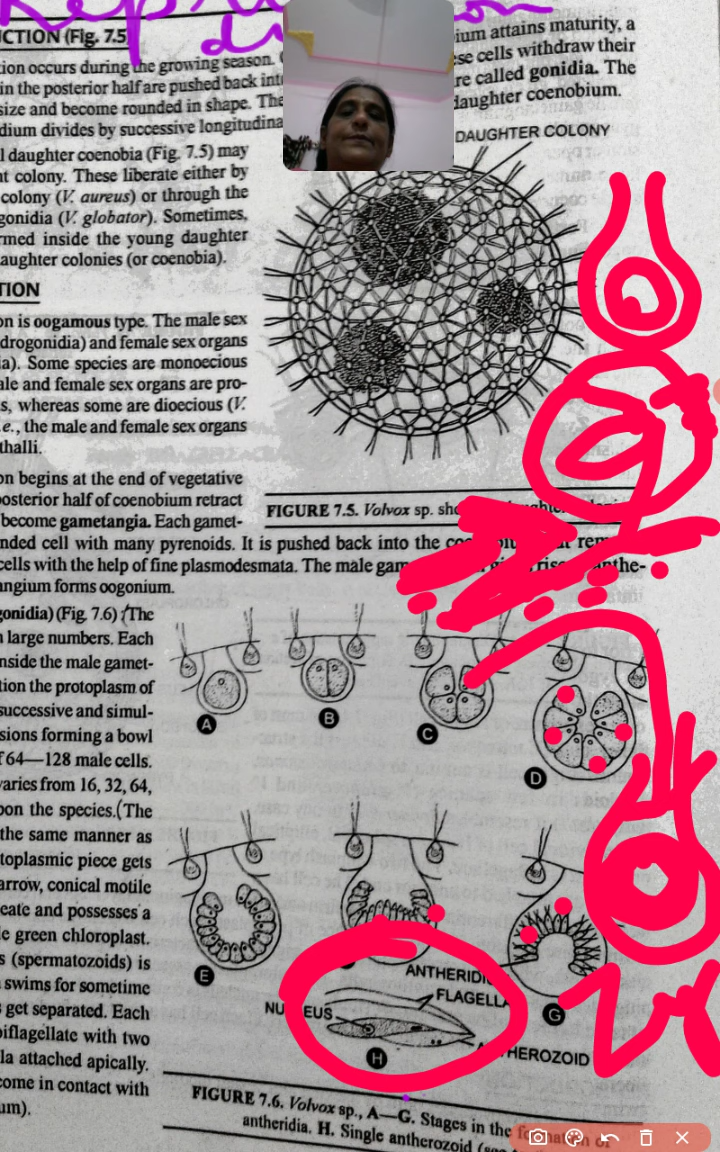 CTION (Fig. 7.5
tion occurs during the growing season.
in the posterior half are pushed back int
size and become rounded in shape. The
dium divides by successive longitudina
ium attains maturity, a
se cells withdraw their
re called gonidia. The
daughter coenobium.
l daughter coenobia (Fig. 7.5) may
nt colony. These liberate either by
colony (V. aureus) or through the
gonidia (V. globator). Sometimes,
rmed inside the young daughter
aughter colonies (or coenobia).
DAUGHTER COLONY
TION
on is oogamous type. The male sex
drogonidia) and female sex organs
ia). Some species are monoecious
ale and female sex organs are pro-
s, whereas some are dioecious (V.
.e., the male and female sex organs
thalli.
on begins at the end of vegetative
posterior half of coenobium retract
become gametangia. Each gamet-
FIGURE 7.5. Volvox sp.
nded cell with many pyrenoids. It is pushed back into the
cells with the help of fine plasmodesmata. The male gam
angium forms oogonium.
gonidia) (Fig. 7.6) : (The
n large numbers. Each
nside the male gamet-
tion the protoplasm of
successive and simul-
sions forming a bowl
f 64—128 male cells.
varies from 16, 32, 64,
pon the species.(The
the same manner as
toplasmic piece gets
arrow, conical motile
eate and possesses a
le green chloroplast.
s (spermatozoids) is
swims for sometime
s get separated. Each
biflagellate with two
la attached apically.
come in contact with
um).
A
B
C
D
E
G
FLAGELLA
H
FIGURE 7.6. Volvox sp., A—G. Stages in the
antheridia. H. Single antherozoid